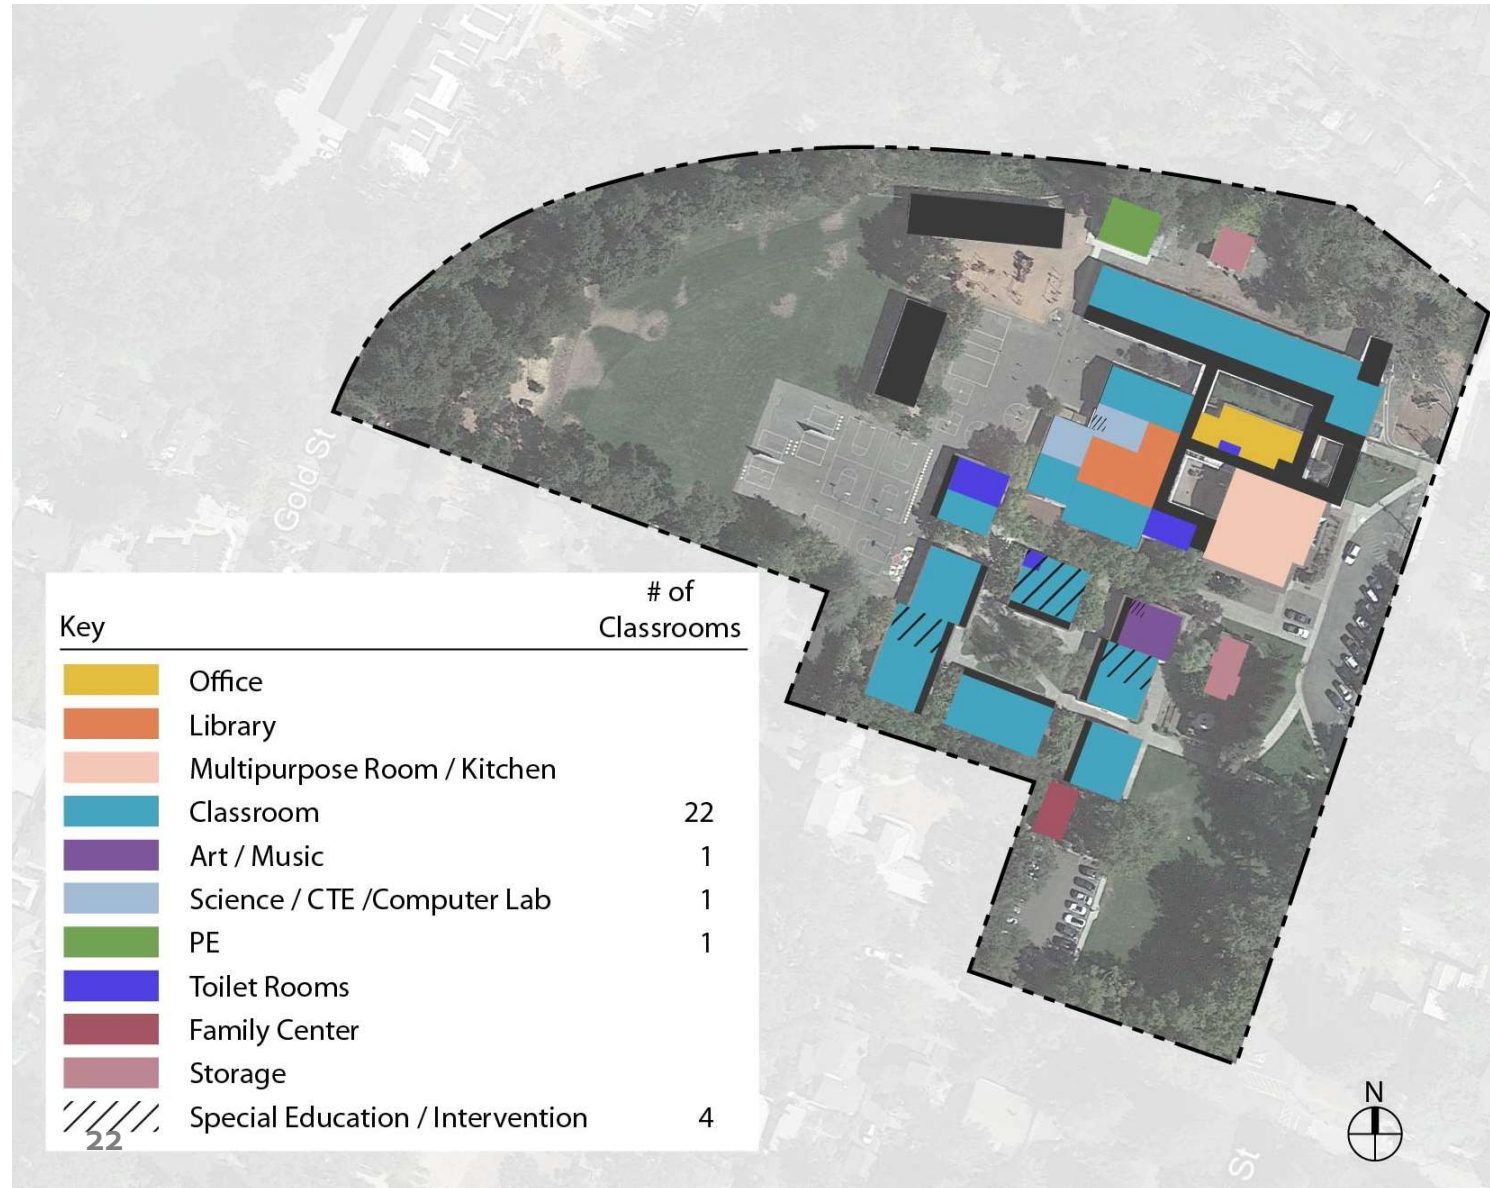 Gold St
# of
Key Classrooms
Office
Library
Multipurpose Room / Kitchen
Classroom 22
Art / Music 1
Science / CTE /Computer Lab 1
PE 1
Toilet Rooms
Family Center
Storage
Special Education / Intervention 4
22
N
St